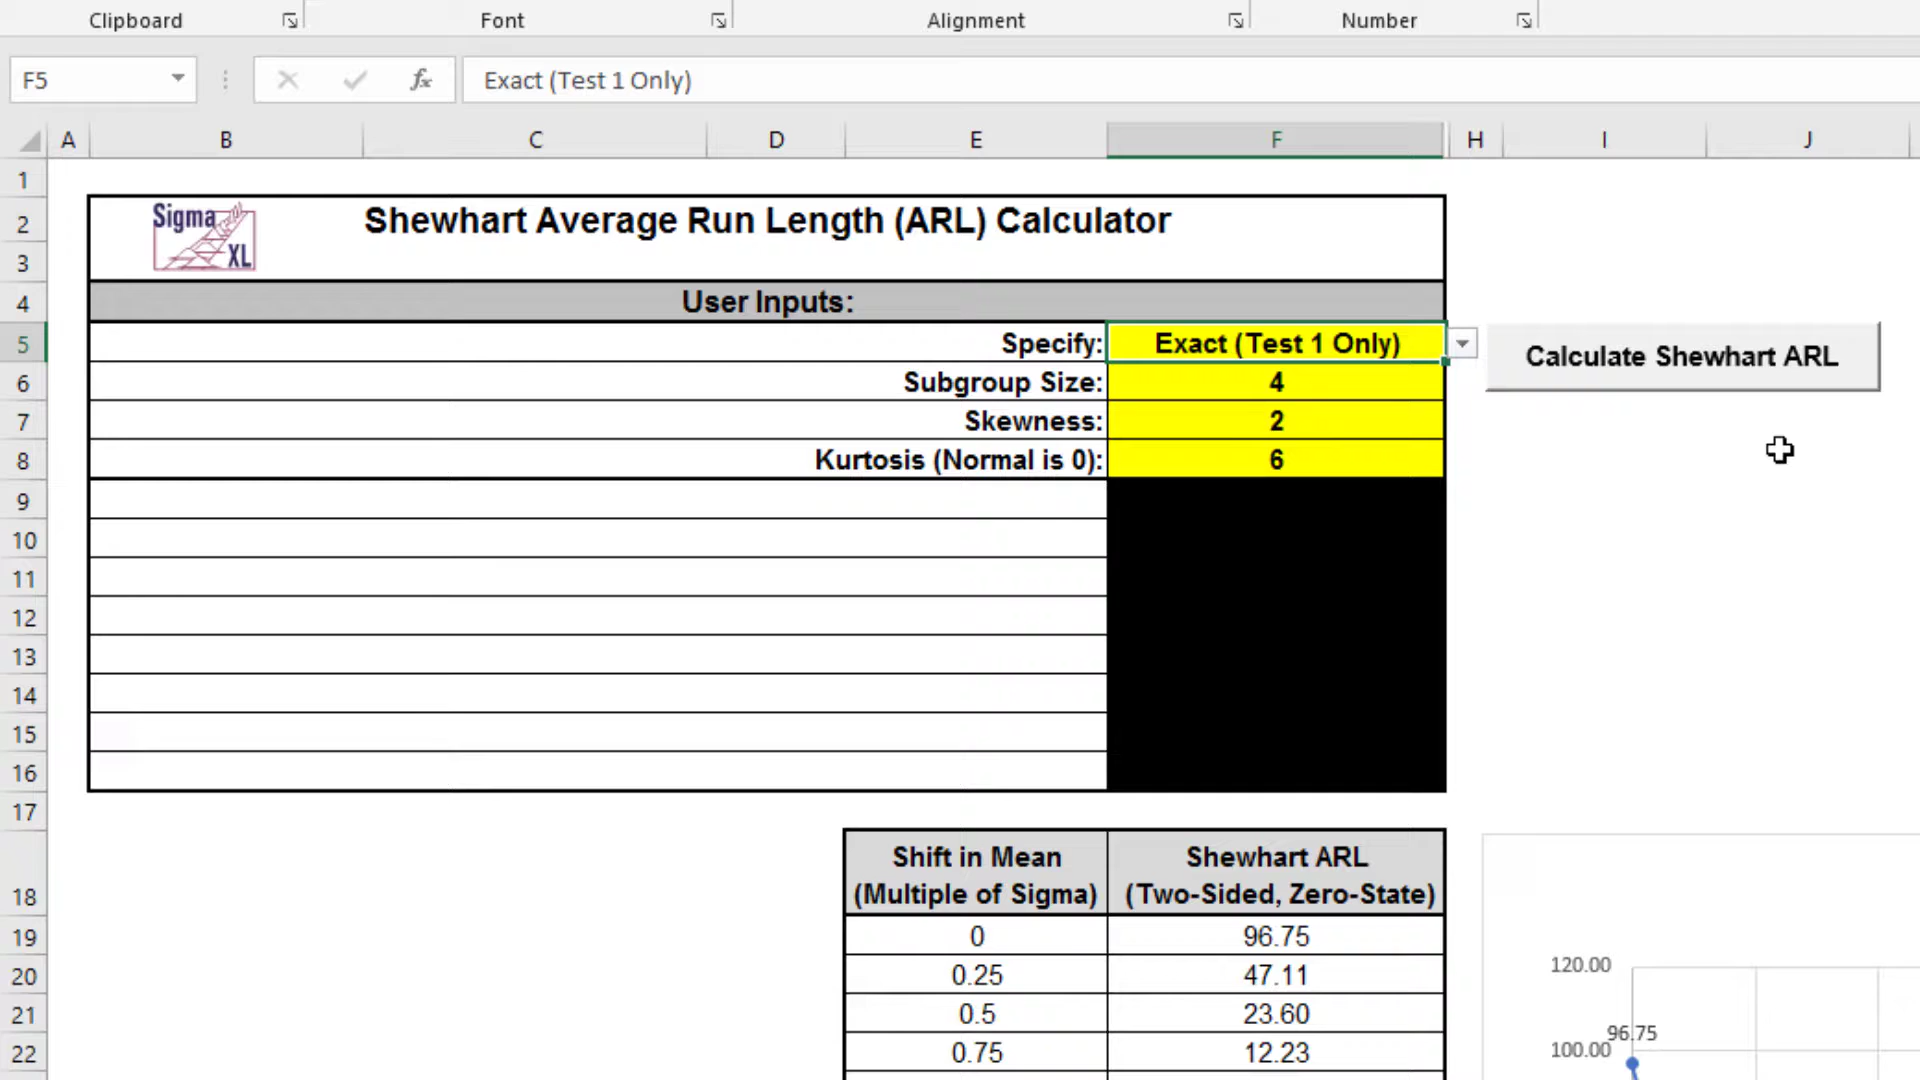 Clipboard Font Alignment Number
F5 fx Exact (Test 1 Only)
A B C D E F H I J
1
2 Sigma XL Shewhart Average Run Length (ARL) Calculator
3
4 User Inputs:
5 Specify: Exact (Test 1 Only) Calculate Shewhart ARL
6 Subgroup Size: 4
7 Skewness: 2
8 Kurtosis (Normal is 0): 6
9
10
11
12
13
14
15
16
17
Shift in Mean Shewhart ARL
18 (Multiple of Sigma) (Two-Sided, Zero-State)
19 0 96.75
20 0.25 47.11 120.00
21 0.5 23.60 96.75
22 0.75 12.23 100.00